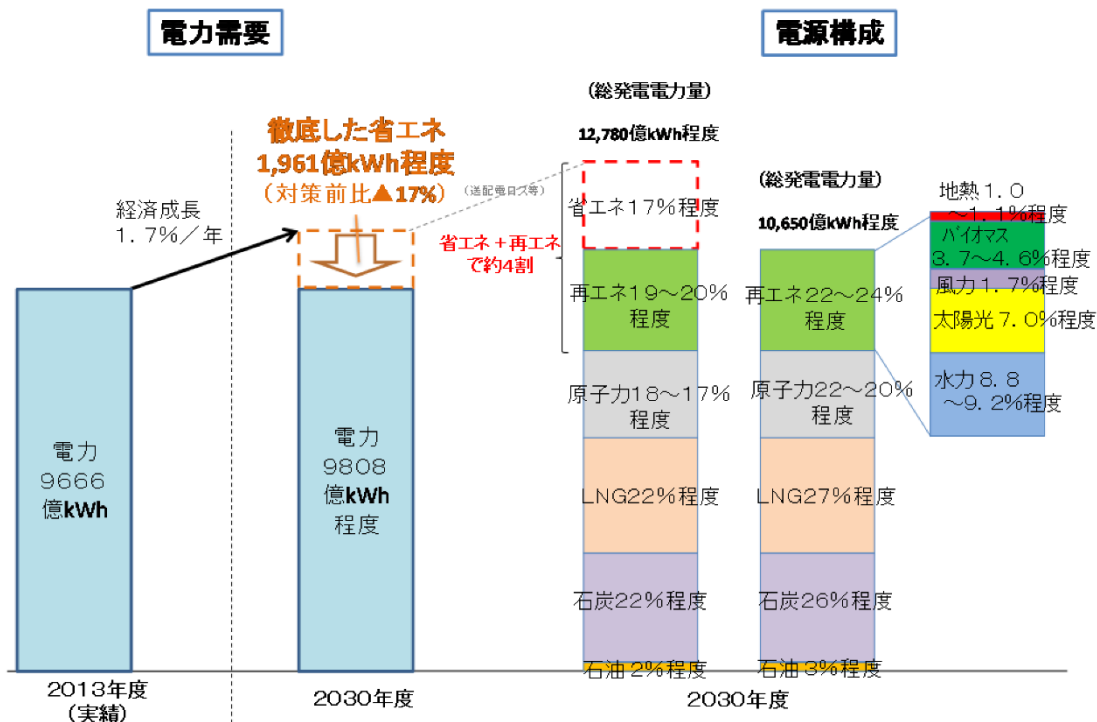 電力需要
電源構成
徹底した省エネ
1,961億kWh程度
(対策前比▲17%)
経済成長
1.7%/年
電力
9666
億kWh
電力
9808
億kWh
程度
2013年度
(実績)
2030年度
(総発電電力量)
12,780億kWh程度
(送配電ロス等)
省エネ17%程度
省エネ+再エネ
で約4割
再エネ19~20%
程度
原子力18~17%
程度
LNG22%程度
石炭22%程度
石油2%程度
(総発電電力量)
10,650億kWh程度
再エネ22~24%
程度
原子力22~20%
程度
LNG27%程度
石炭26%程度
石油3%程度
2030年度
地熱1.0
~1.1%程度
バイオマス
3.7~4.6%程度
風力1.7%程度
太陽光7.0%程度
水力8.8
~9.2%程度